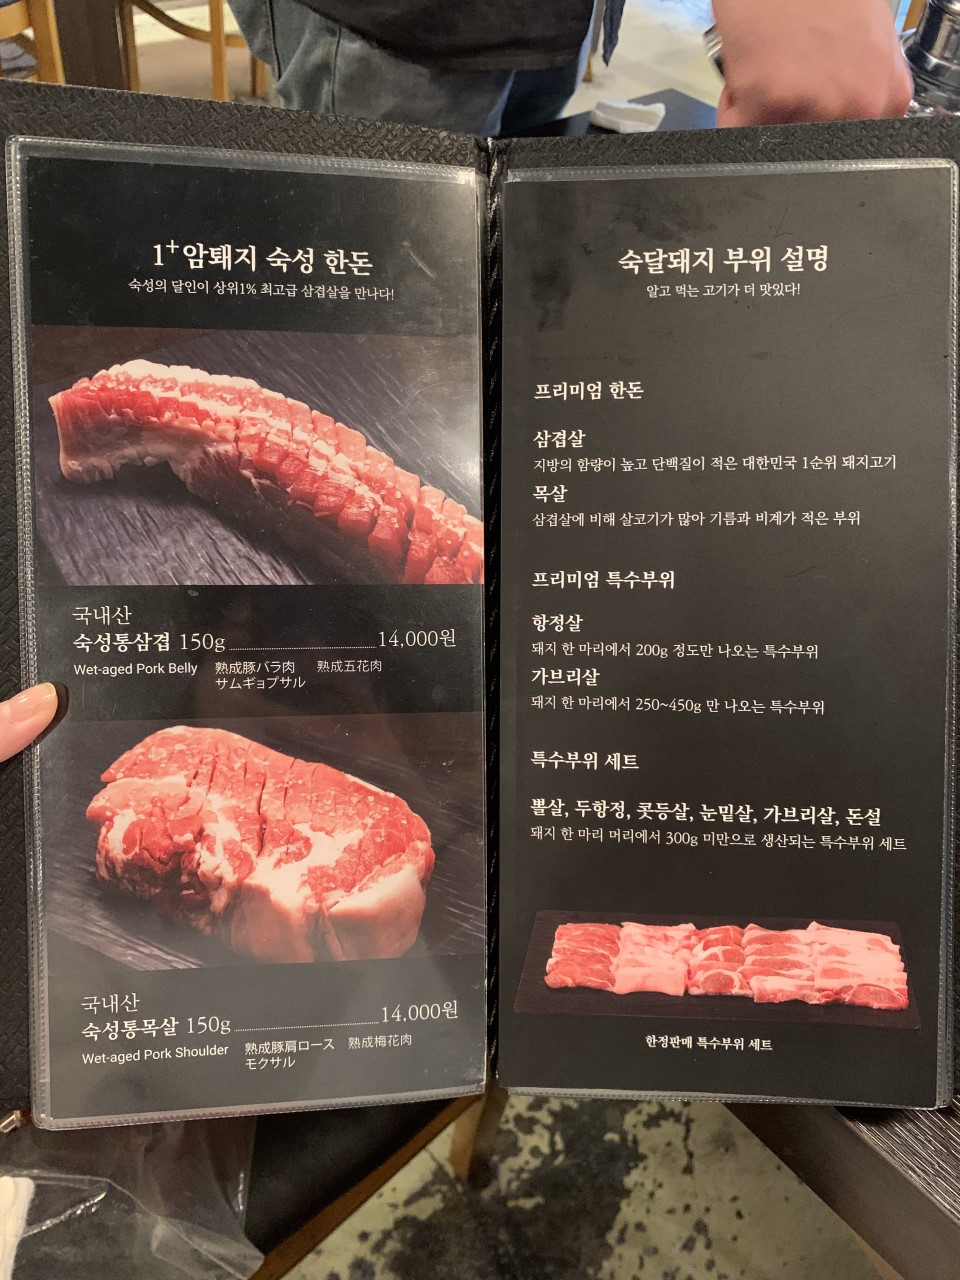 1+암퇘지 숙성 한돈
숙성의 달인이 상위1% 최고급 삼겹살을 만나다!
국내산
숙성통삼겹 150g 14,000원
Wet-aged Pork Belly 熟成豚バラ肉 熟成五花肉
サムギョプサル
국내산
숙성통목살 150g 14,000원
Wet-aged Pork Shoulder 熟成豚肩ロース 熟成梅花肉
モクサル
숙달돼지 부위 설명
알고 먹는 고기가 더 맛있다!
프리미엄 한돈
삼겹살
지방의 함량이 높고 단백질이 적은 대한민국 1순위 돼지고기
목살
삼겹살에 비해 살코기가 많아 기름과 비계가 적은 부위
프리미엄 특수부위
항정살
돼지 한 마리에서 200g 정도만 나오는 특수부위
가브리살
돼지 한 마리에서 250~450g 만 나오는 특수부위
특수부위 세트
뽈살, 두항정, 콧등살, 눈밑살, 가브리살, 돈설
돼지 한 마리 머리에서 300g 미만으로 생산되는 특수부위 세트
한정판매 특수부위 세트